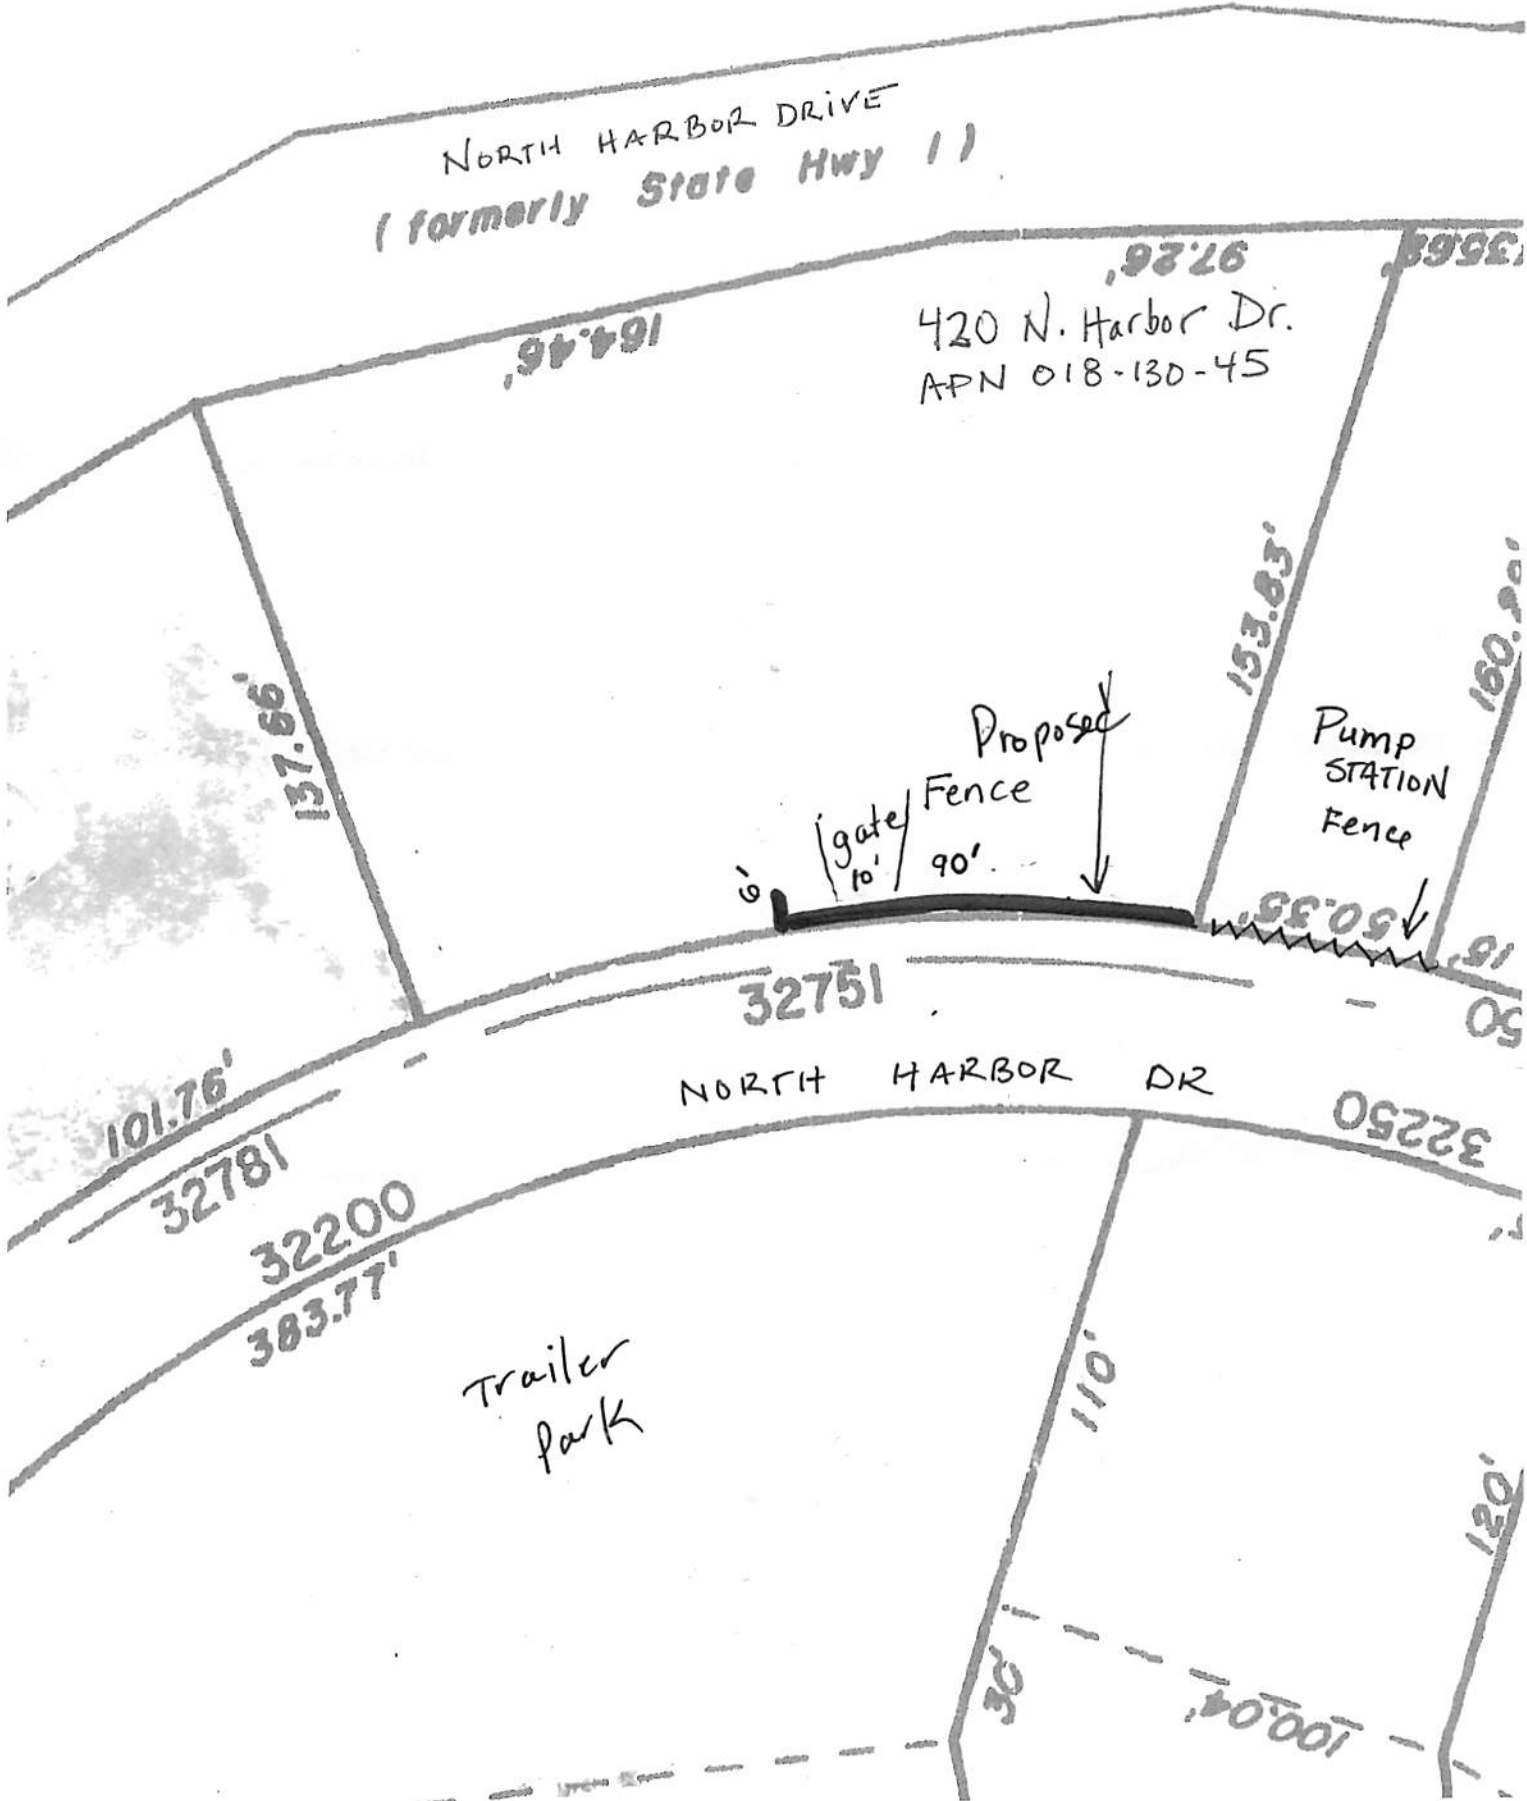 NORTH HARBOR DRIVE
(formerly State Hwy 1)
97.26'
164.46'
420 N. Harbor Dr.
APN 018-130-45
153.83'
137.66'
Proposed
Fence
gate
10'
90'
6'
Pump
STATION
Fence
50.35'
15'
32751
50
NORTH HARBOR DR
101.76'
32781
32250
32200
383.77'
Trailer
Park
110'
120'
30'
100.04'